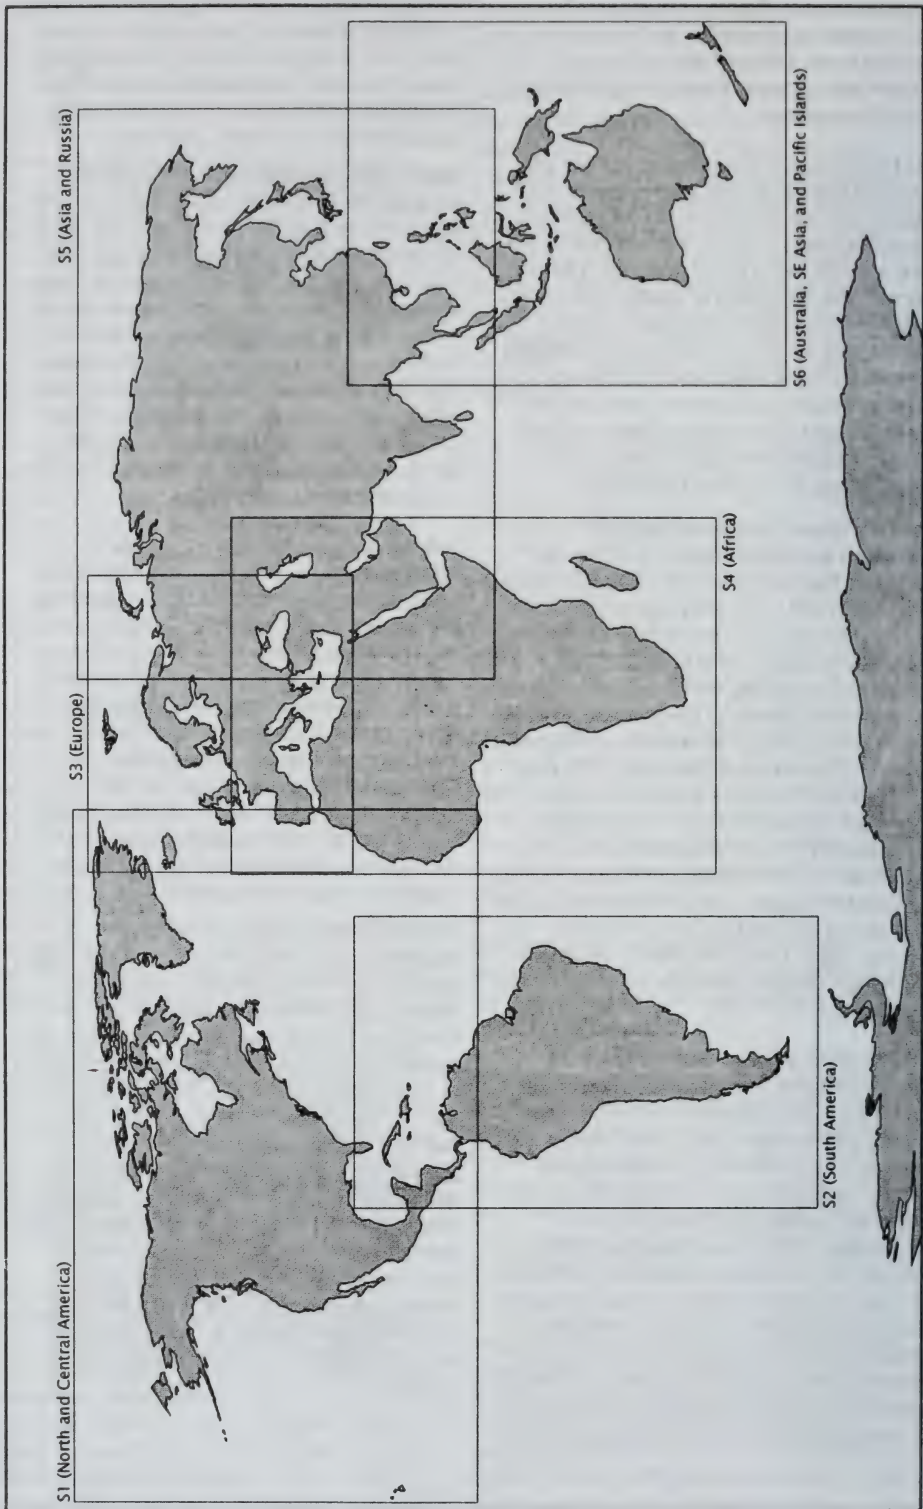 S1 (North and Central America)
S2 (South America)
S3 (Europe)
S4 (Africa)
S5 (Asia and Russia)
S6 (Australia, SE Asia, and Pacific Islands)